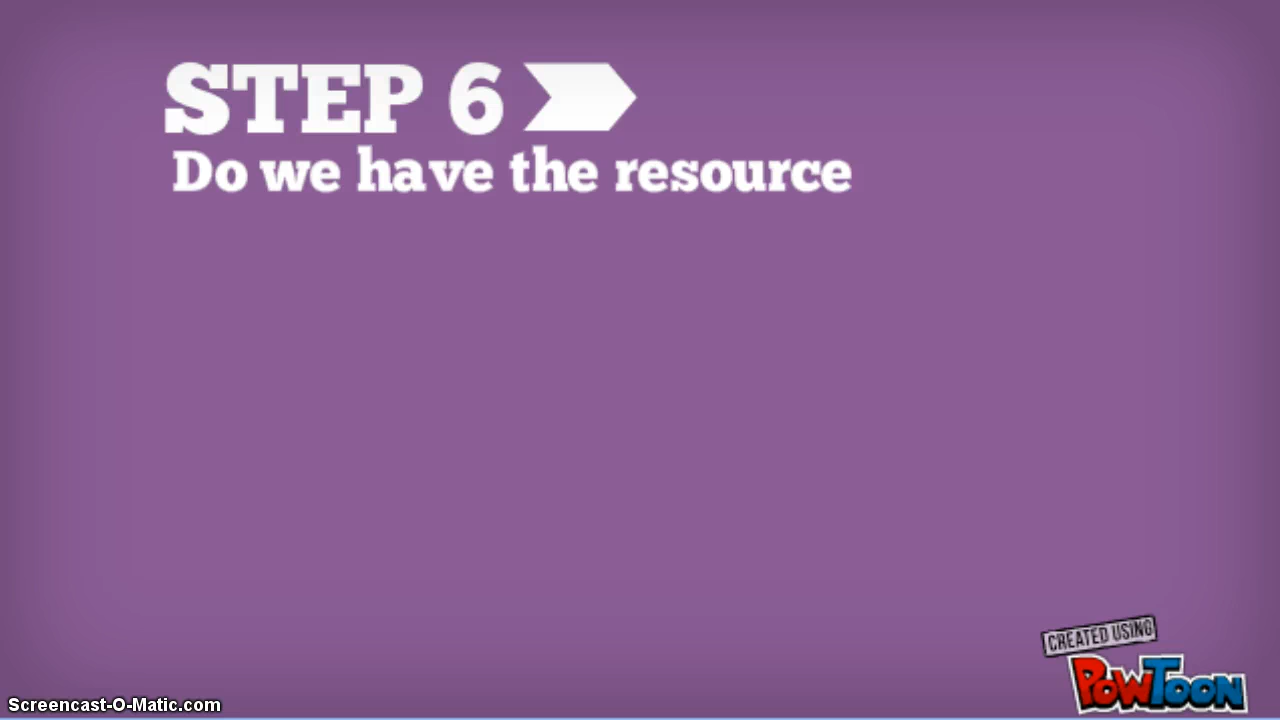 STEP 6
Do we have the resource
CREATED USING
POWTOON
Screencast-O-Matic.com